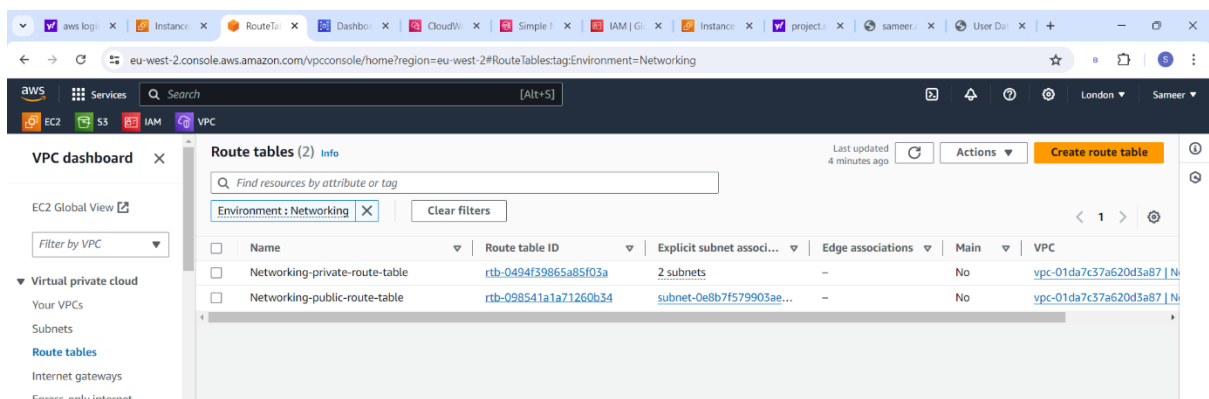 aws logi
Instance
RouteTal
Dashbo
CloudW
Simple N
IAM | Gl
Instance
project.s
sameer.c
User Dat
eu-west-2.console.aws.amazon.com/vpcconsole/home?region=eu-west-2#RouteTables:tag:Environment=Networking
B
S
aws
Services
Search
[Alt+S]
London
Sameer
EC2
S3
IAM
VPC
VPC dashboard
EC2 Global View
Filter by VPC
Virtual private cloud
Your VPCs
Subnets
Route tables
Internet gateways
Egress-only internet
Route tables (2) Info
Last updated
4 minutes ago
Actions
Create route table
Find resources by attribute or tag
Environment : Networking
Clear filters
1
Name Route table ID Explicit subnet associ... Edge associations Main VPC
Networking-private-route-table rtb-0494f39865a85f03a 2 subnets – No vpc-01da7c37a620d3a87 | N
Networking-public-route-table rtb-098541a1a71260b34 subnet-0e8b7f579903ae... – No vpc-01da7c37a620d3a87 | N